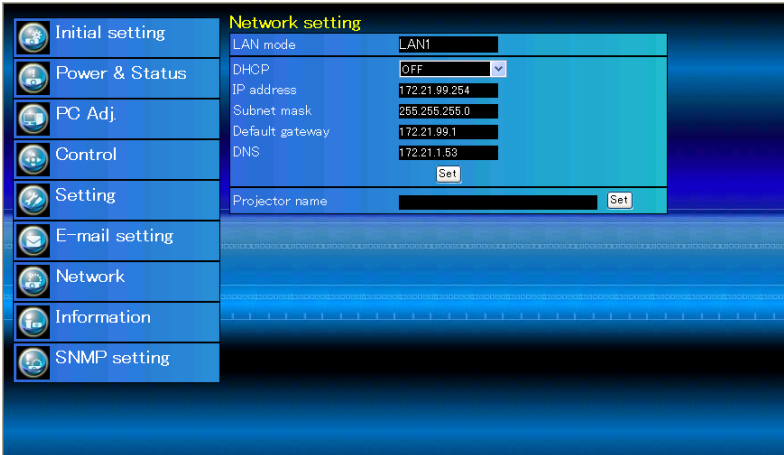 Initial setting
Power & Status
PC Adj.
Control
Setting
E-mail setting
Network
Information
SNMP setting
Network setting
LAN mode LAN1
DHCP OFF
IP address 172.21.99.254
Subnet mask 255.255.255.0
Default gateway 172.21.99.1
DNS 172.21.1.53
Set
Projector name Set